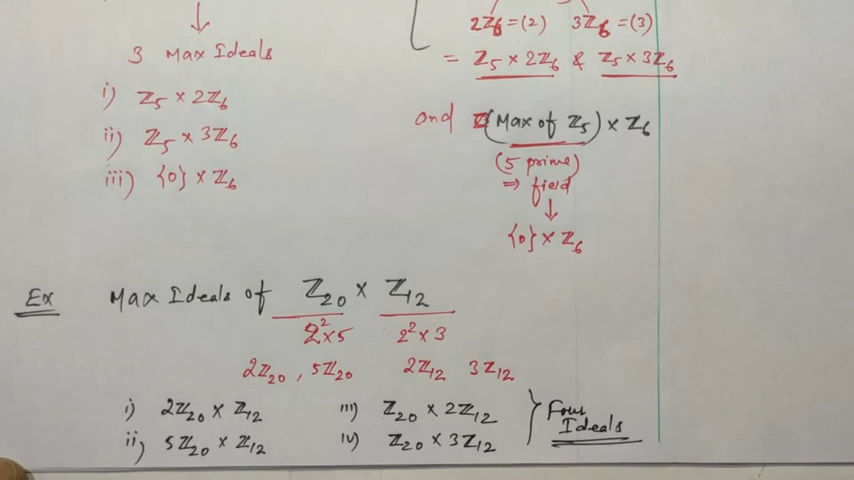 3 Max Ideals
i) ℤ₅ × 2ℤ₆
ii) ℤ₅ × 3ℤ₆
iii) {0} × ℤ₆
2ℤ₆ = (2) 3ℤ₆ = (3)
= ℤ₅ × 2ℤ₆ & ℤ₅ × 3ℤ₆
and (Max of ℤ₅) × ℤ₆
(5 prime)
⇒ field
↓
{0} × ℤ₆
Ex Max Ideals of ℤ₂₀ × ℤ₁₂
2² × 5 2² × 3
2ℤ₂₀ , 5ℤ₂₀ 2ℤ₁₂ 3ℤ₁₂
i) 2ℤ₂₀ × ℤ₁₂ iii) ℤ₂₀ × 2ℤ₁₂
ii) 5ℤ₂₀ × ℤ₁₂ iv) ℤ₂₀ × 3ℤ₁₂
} Four
Ideals